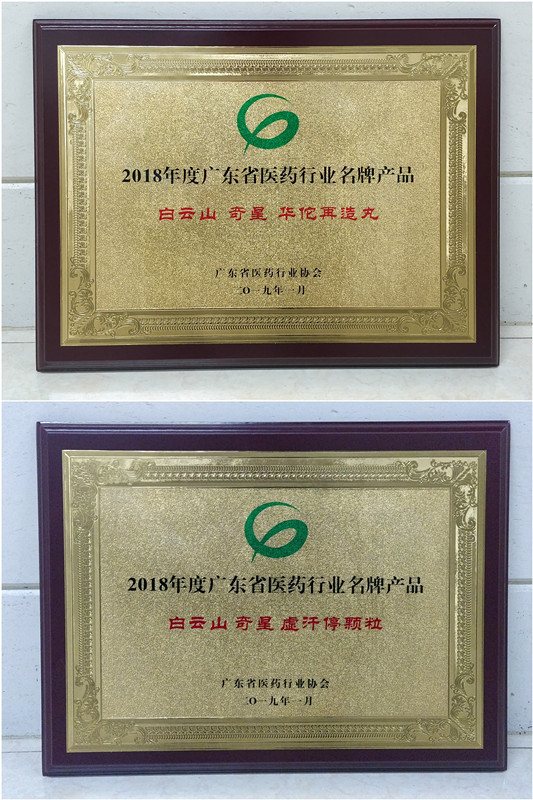 2018年度广东省医药行业名牌产品
白云山 奇星 华佗再造丸
广东省医药行业协会
二〇一九年一月
2018年度广东省医药行业名牌产品
白云山 奇星 虚汗停颗粒
广东省医药行业协会
二〇一九年一月